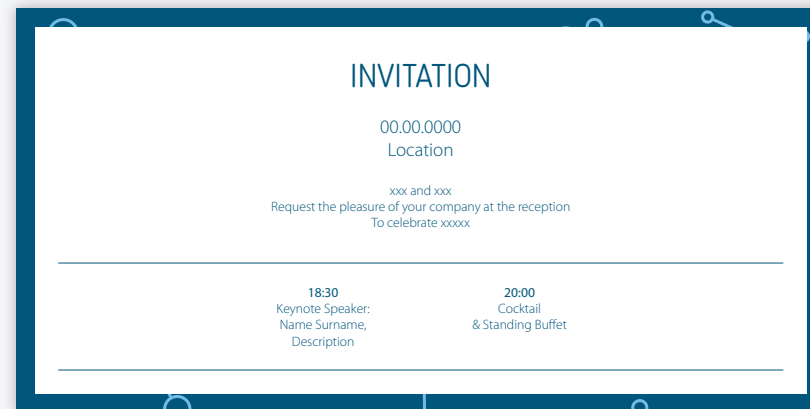 INVITATION
00.00.0000
Location
xxx and xxx
Request the pleasure of your company at the reception
To celebrate xxxxx
18:30
Keynote Speaker:
Name Surname,
Description
20:00
Cocktail
& Standing Buffet